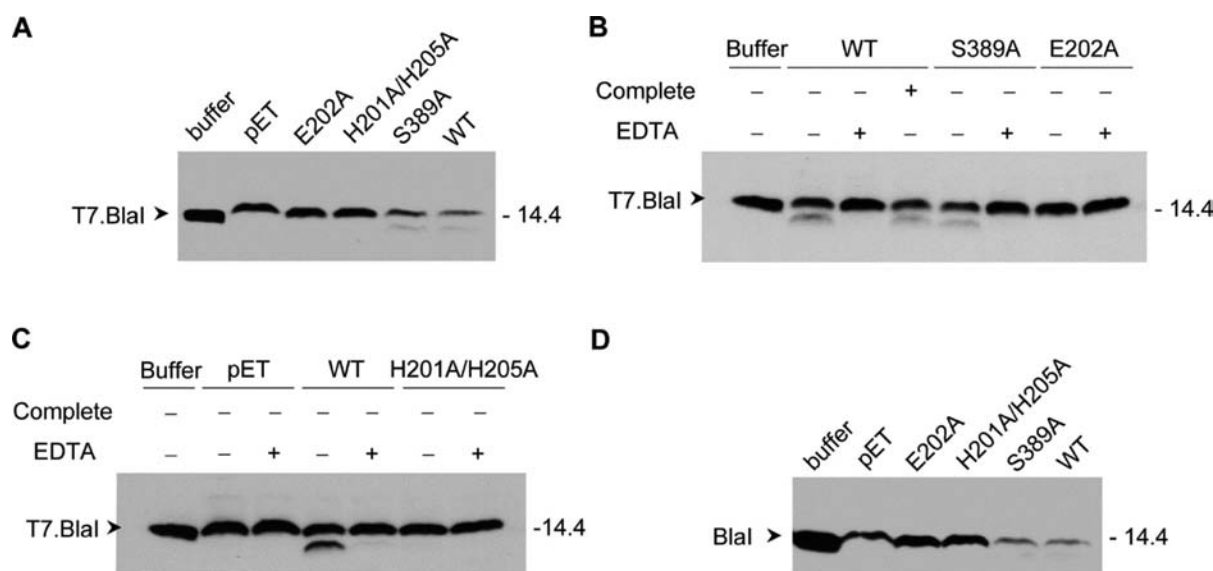 A
buffer pET E202A H201A/H205A S389A WT
T7.BlaI - 14.4
B
Buffer WT S389A E202A
Complete – – – + – – – –
EDTA – – + – – + – +
T7.BlaI - 14.4
C
Buffer pET WT H201A/H205A
Complete – – – – – – –
EDTA – – + – + – +
T7.BlaI -14.4
D
buffer pET E202A H201A/H205A S389A WT
BlaI - 14.4